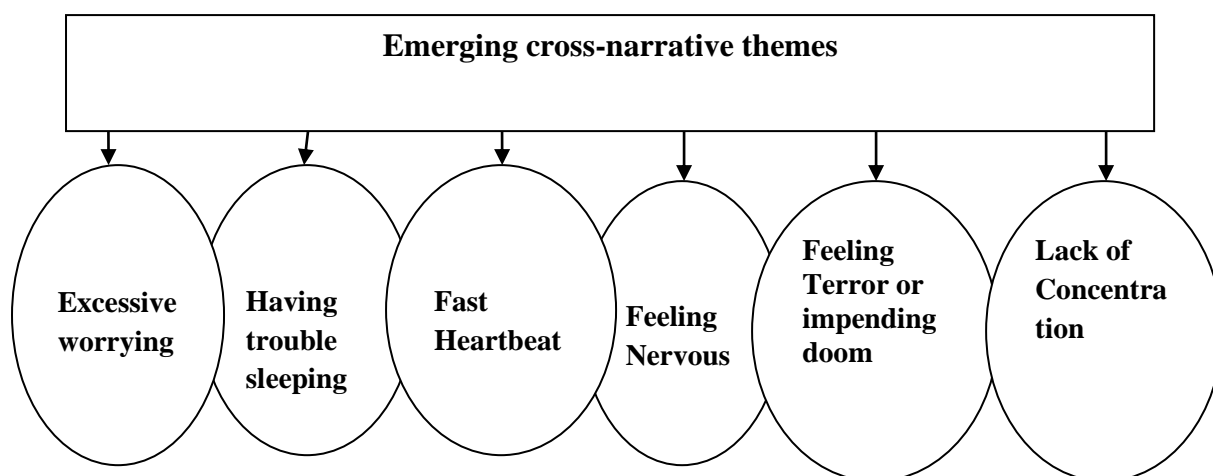 Emerging cross-narrative themes
Excessive
worrying
Having
trouble
sleeping
Fast
Heartbeat
Feeling
Nervous
Feeling
Terror or
impending
doom
Lack of
Concentra
tion